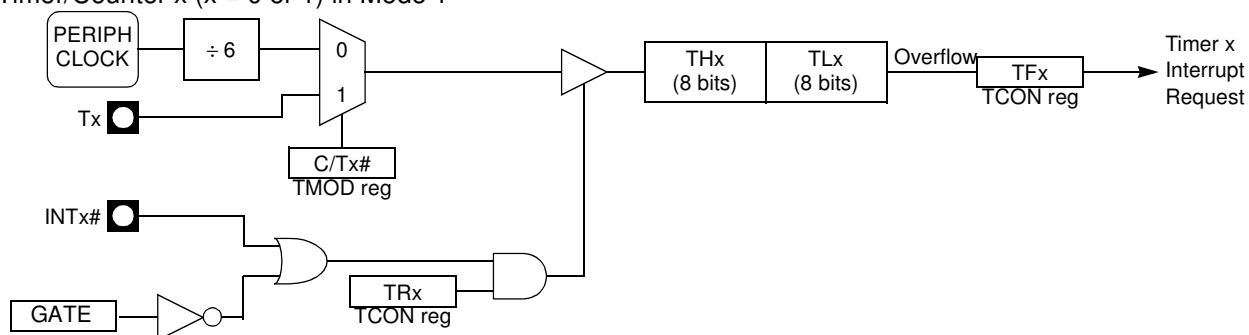 Timer/Counter x (x = 0 or 1) in Mode 1
PERIPH
CLOCK
÷ 6
0
1
Tx
C/Tx#
TMOD reg
THx
(8 bits)
TLx
(8 bits)
Overflow
TFx
TCON reg
Timer x
Interrupt
Request
INTx#
GATE
TRx
TCON reg